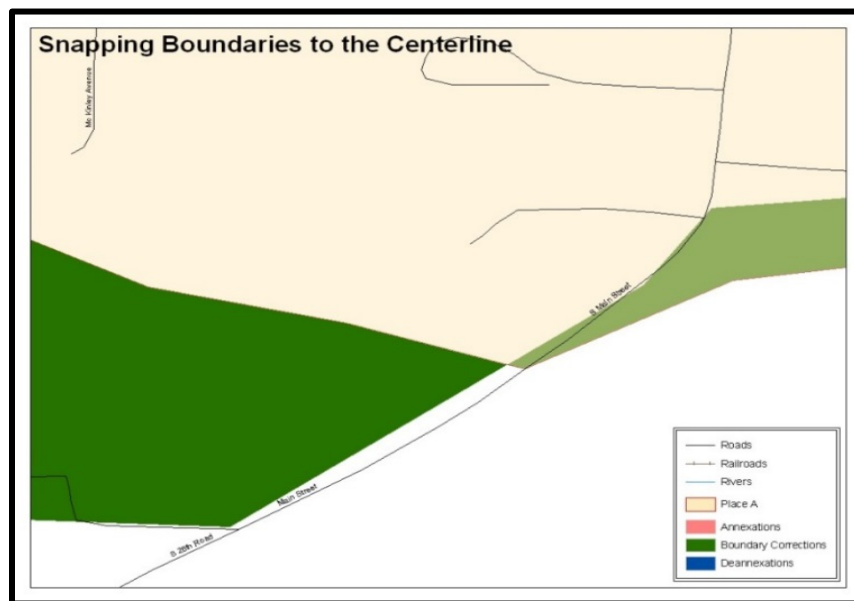 Snapping Boundaries to the Centerline
Mc Kinley Avenue
S Main Street
Main Street
S 28th Road
Roads
Railroads
Rivers
Place A
Annexations
Boundary Corrections
Deannexations